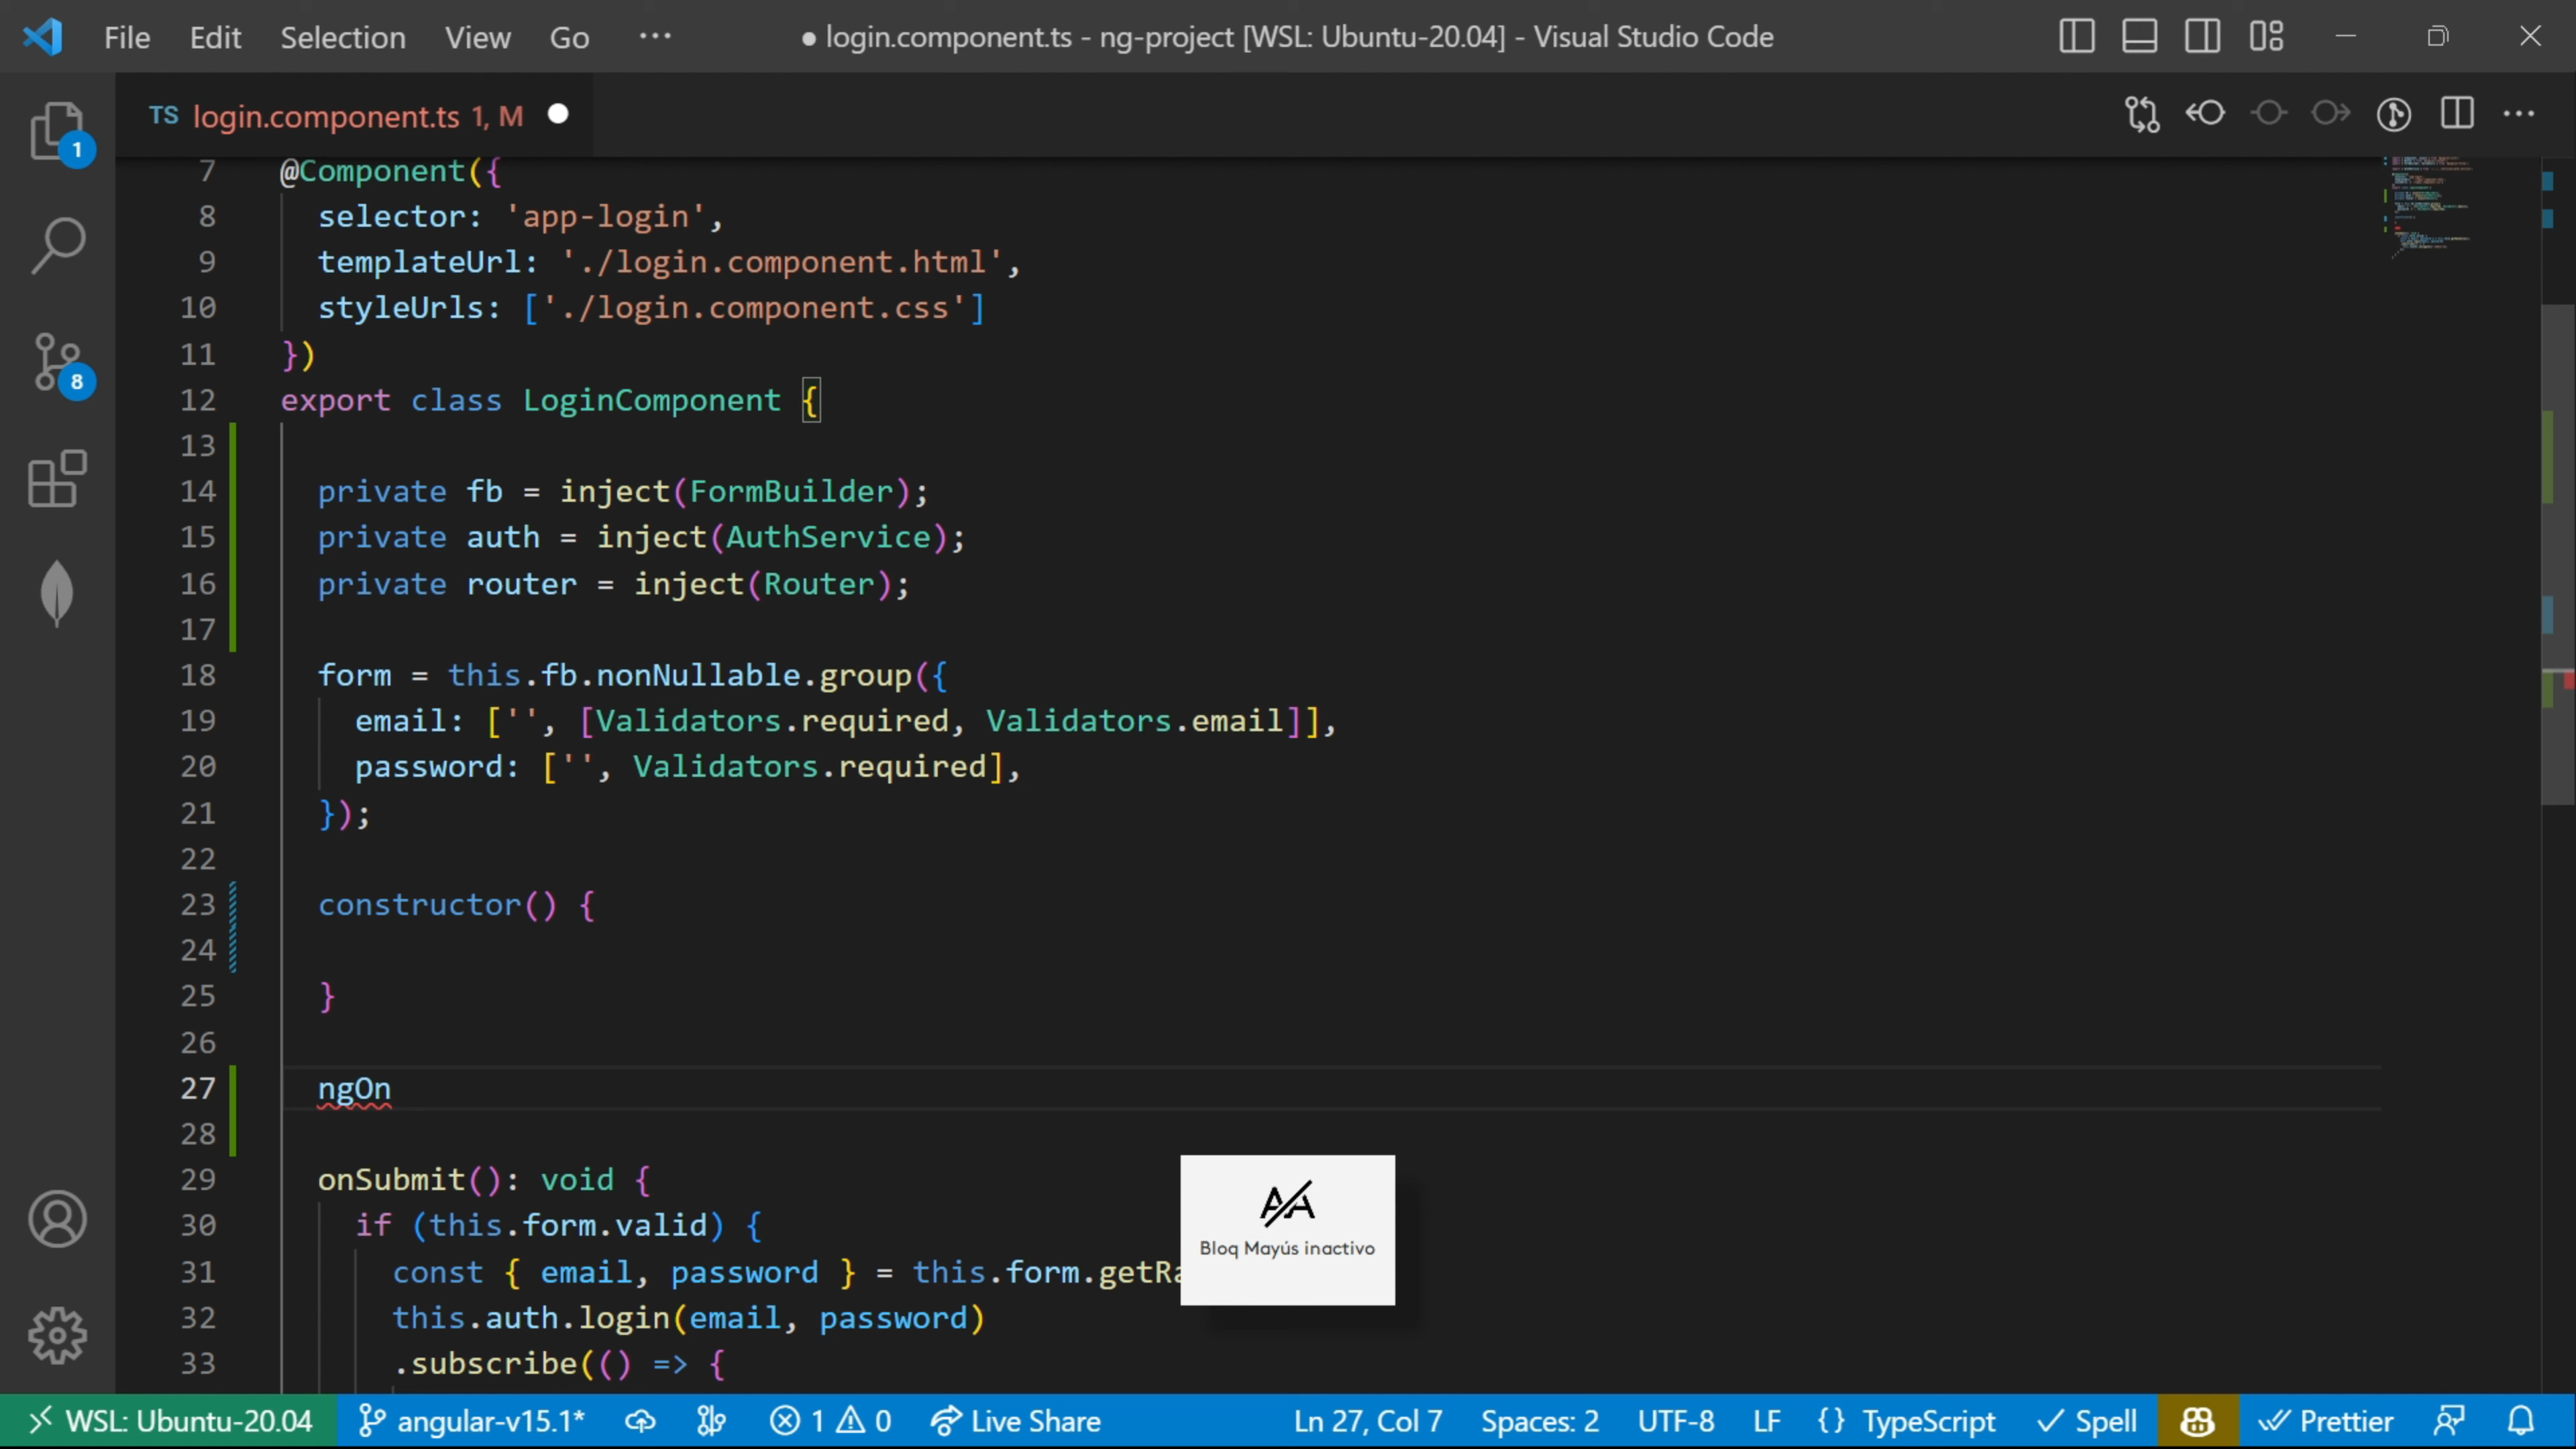 File Edit Selection View Go ··· ● login.component.ts - ng-project [WSL: Ubuntu-20.04] - Visual Studio Code
TS login.component.ts 1, M
1
8
7 @Component({
8 selector: 'app-login',
9 templateUrl: './login.component.html',
10 styleUrls: ['./login.component.css']
11 })
12 export class LoginComponent {
13
14 private fb = inject(FormBuilder);
15 private auth = inject(AuthService);
16 private router = inject(Router);
17
18 form = this.fb.nonNullable.group({
19 email: ['', [Validators.required, Validators.email]],
20 password: ['', Validators.required],
21 });
22
23 constructor() {
24
25 }
26
27 ngOn
28
29 onSubmit(): void {
30 if (this.form.valid) {
31 const { email, password } = this.form.getRa
32 this.auth.login(email, password)
33 .subscribe(() => {
Bloq Mayús inactivo
WSL: Ubuntu-20.04 angular-v15.1* 1 0 Live Share Ln 27, Col 7 Spaces: 2 UTF-8 LF {} TypeScript Spell Prettier